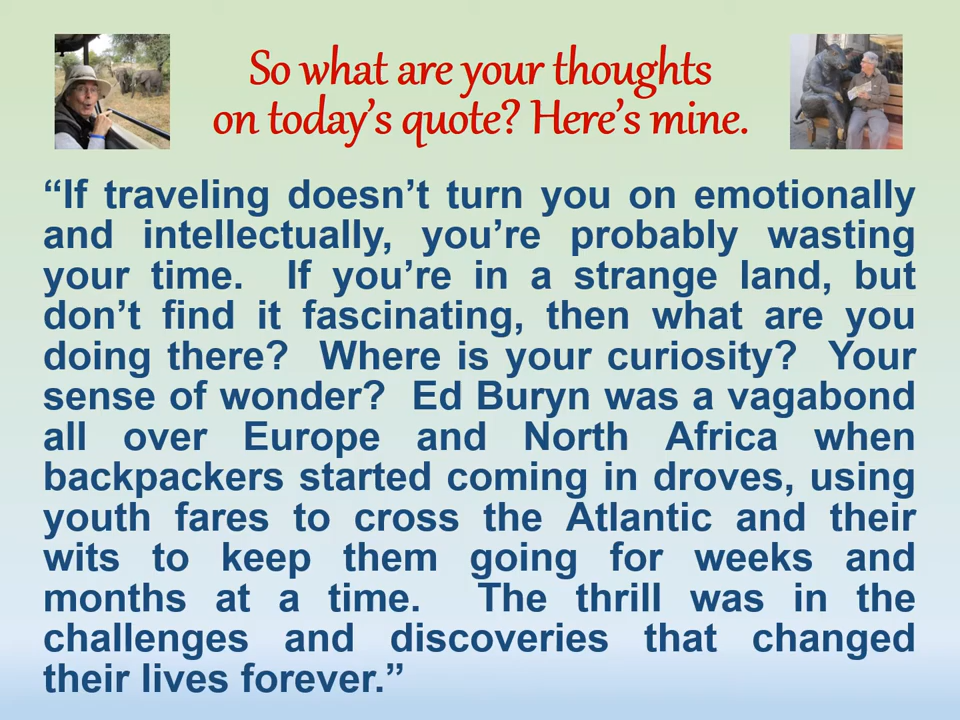 So what are your thoughts
on today’s quote? Here’s mine.
“If traveling doesn’t turn you on emotionally
and intellectually, you’re probably wasting
your time. If you’re in a strange land, but
don’t find it fascinating, then what are you
doing there? Where is your curiosity? Your
sense of wonder? Ed Buryn was a vagabond
all over Europe and North Africa when
backpackers started coming in droves, using
youth fares to cross the Atlantic and their
wits to keep them going for weeks and
months at a time. The thrill was in the
challenges and discoveries that changed
their lives forever.”